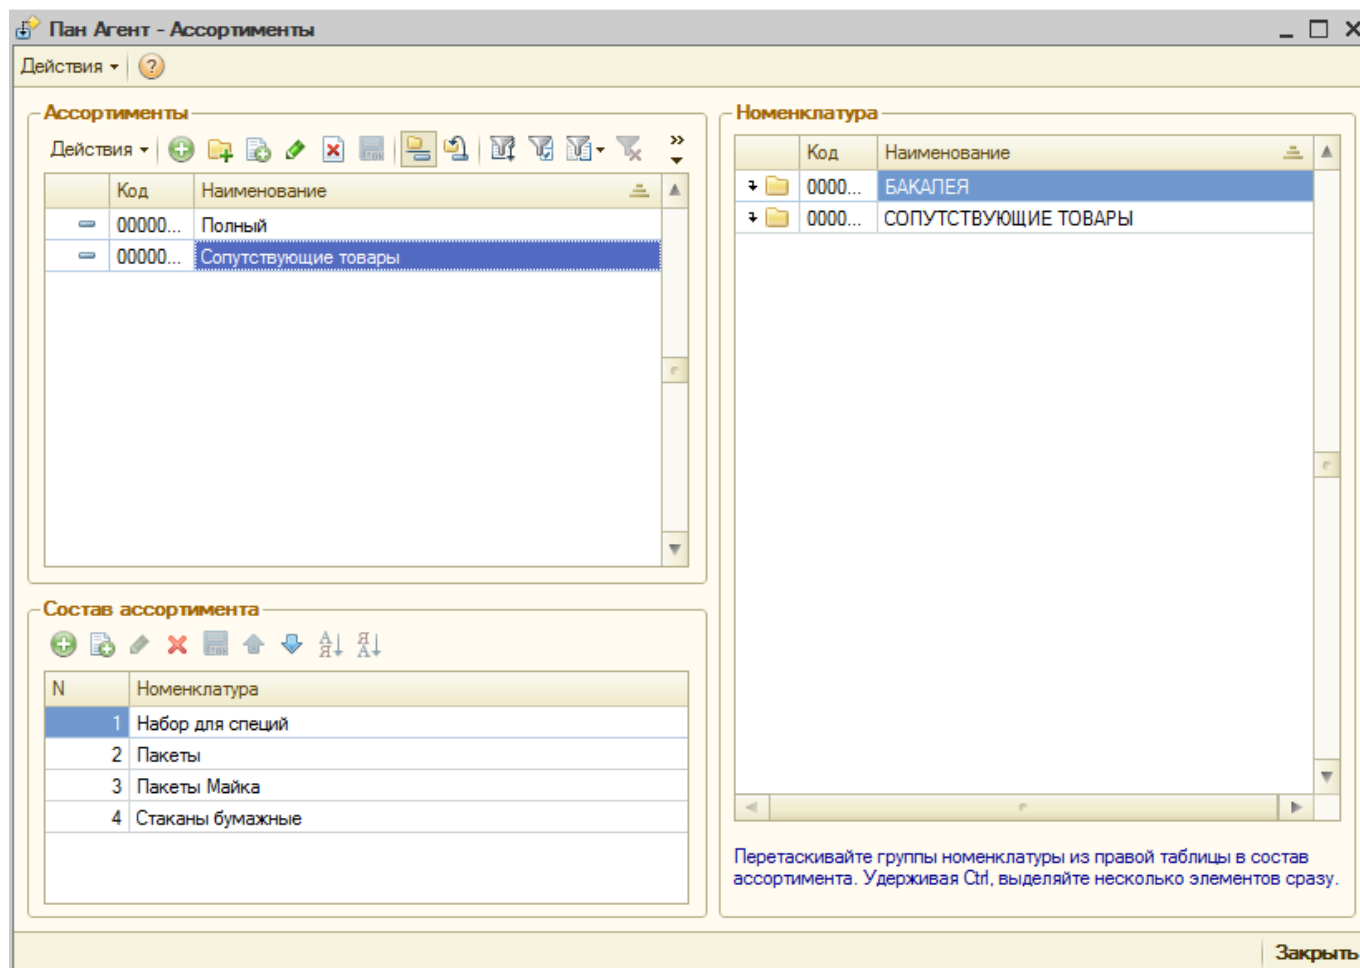 Пан Агент - Ассортименты
Действия
Ассортименты
Действия
Код Наименование
00000... Полный
00000... Сопутствующие товары
Состав ассортимента
N Номенклатура
1 Набор для специй
2 Пакеты
3 Пакеты Майка
4 Стаканы бумажные
Номенклатура
Код Наименование
0000... БАКАЛЕЯ
0000... СОПУТСТВУЮЩИЕ ТОВАРЫ
Перетаскивайте группы номенклатуры из правой таблицы в состав
ассортимента. Удерживая Ctrl, выделяйте несколько элементов сразу.
Закрыть